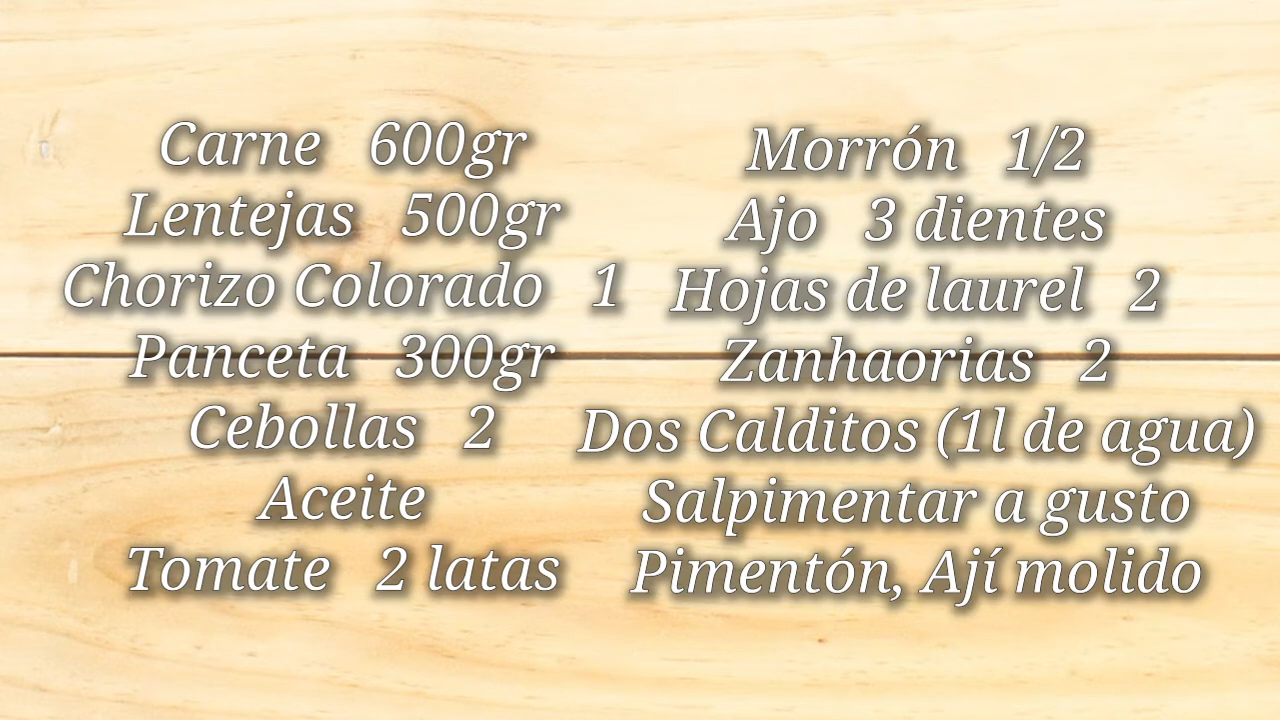 Carne 600gr
Lentejas 500gr
Chorizo Colorado 1
Panceta 300gr
Cebollas 2
Aceite
Tomate 2 latas
Morrón 1/2
Ajo 3 dientes
Hojas de laurel 2
Zanhaorias 2
Dos Calditos (1l de agua)
Salpimentar a gusto
Pimentón, Ají molido